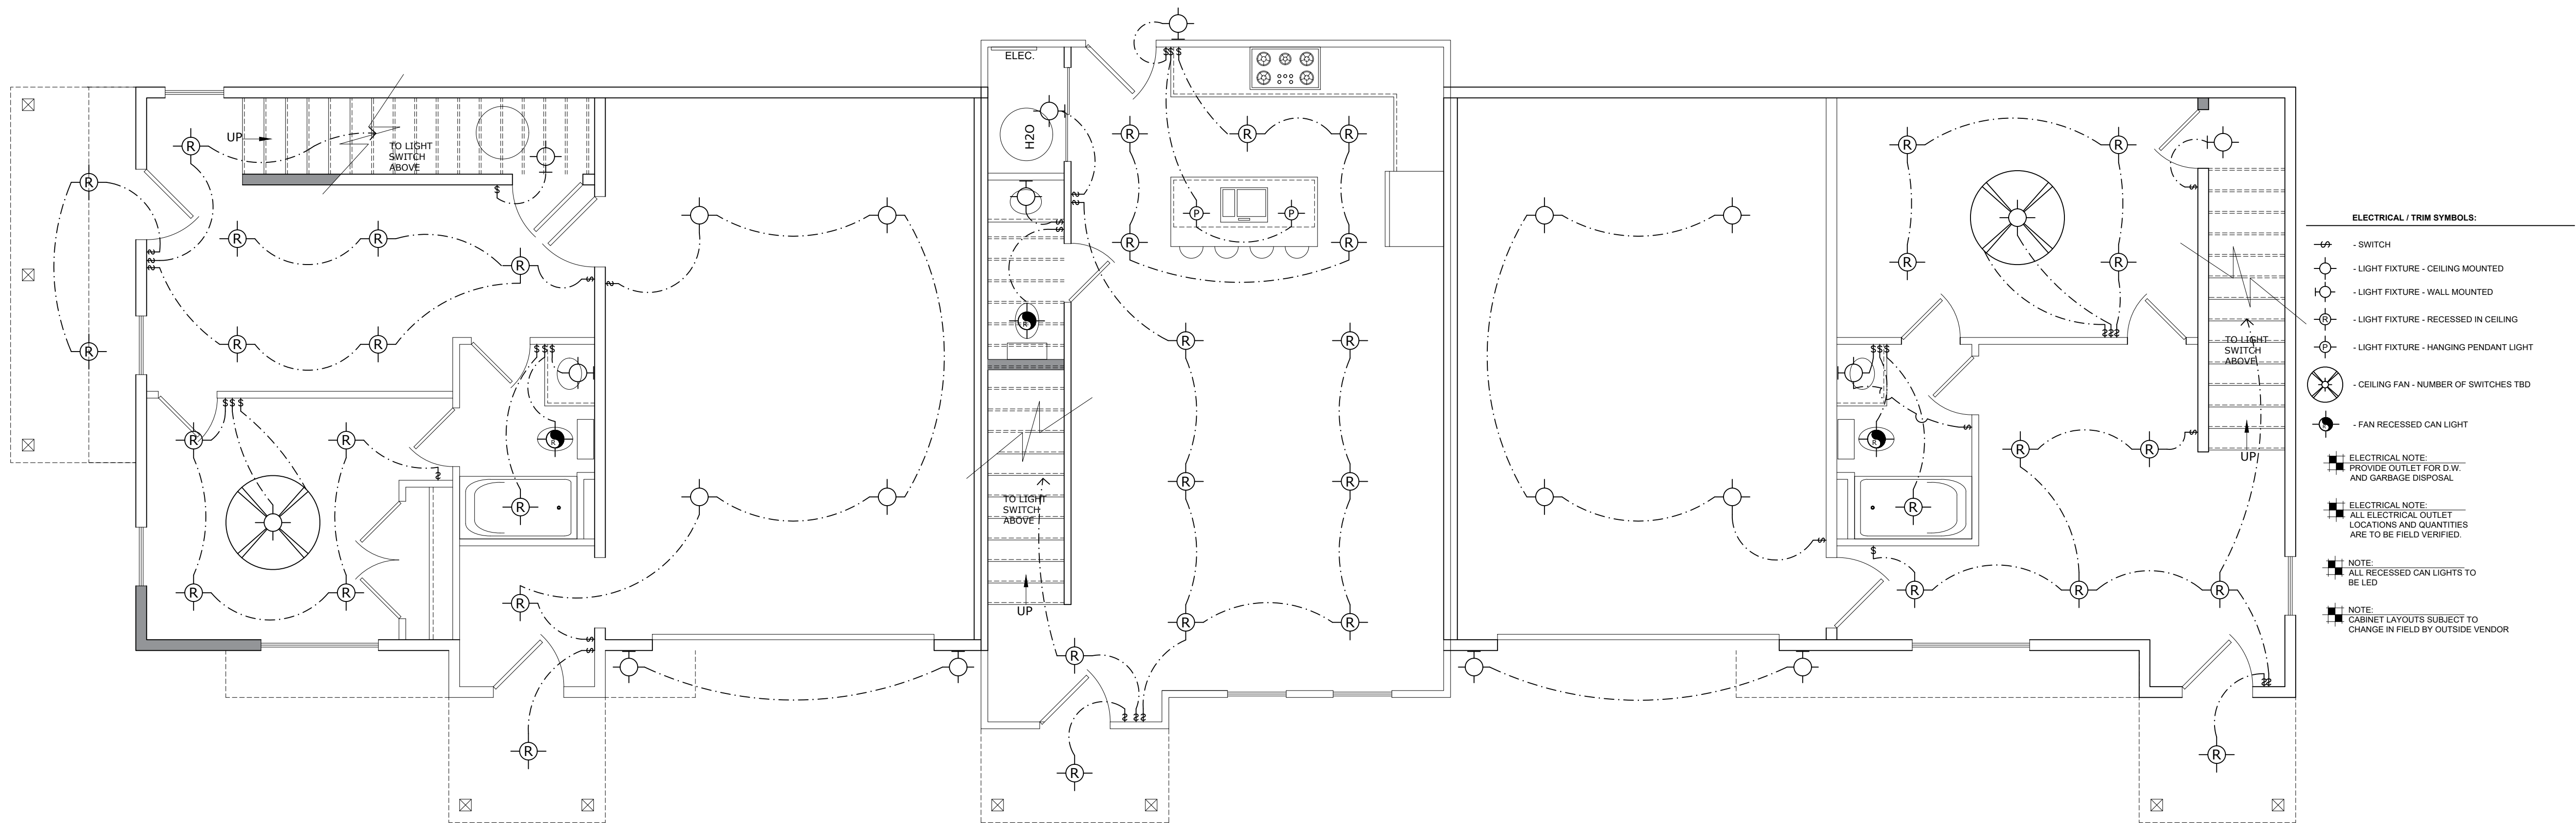 ELEC.
H2O
UP
TO LIGHT
SWITCH
ABOVE
R
R
R
R
R
R
R
R
R
$
$
$
$
$
$
R
R
R
R
R
R
$
$
$
$
$
$
$
$
R
R
R
$
$
$
$
$
$
$
$
R
R
R
R
R
P
P
$
$
$
$
R
R
R
R
R
R
R
TO LIGHT
SWITCH
ABOVE
UP
R
$
$
$
R
R
R
R
R
$
$
$
$
$
$
$
$
R
R
R
R
$
$
$
R
R
R
$
$
R
TO LIGHT
SWITCH
ABOVE
UP
ELECTRICAL / TRIM SYMBOLS:
$ - SWITCH
- LIGHT FIXTURE - CEILING MOUNTED
- LIGHT FIXTURE - WALL MOUNTED
R - LIGHT FIXTURE - RECESSED IN CEILING
P - LIGHT FIXTURE - HANGING PENDANT LIGHT
- CEILING FAN - NUMBER OF SWITCHES TBD
- FAN RECESSED CAN LIGHT
ELECTRICAL NOTE:
PROVIDE OUTLET FOR D.W.
AND GARBAGE DISPOSAL
ELECTRICAL NOTE:
ALL ELECTRICAL OUTLET
LOCATIONS AND QUANTITIES
ARE TO BE FIELD VERIFIED.
NOTE:
ALL RECESSED CAN LIGHTS TO
BE LED
NOTE:
CABINET LAYOUTS SUBJECT TO
CHANGE IN FIELD BY OUTSIDE VENDOR